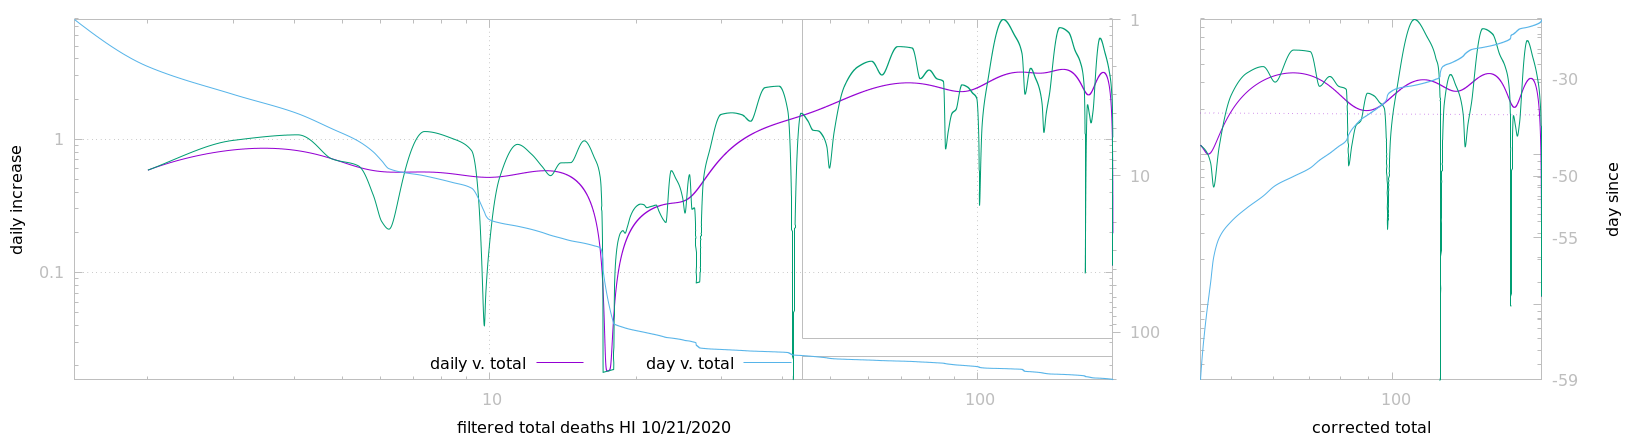 1
-30
daily increase
1
daily v. total
day v. total
10
-50
day since
0.1
-55
100
-59
10
100
100
filtered total deaths HI 10/21/2020
corrected total